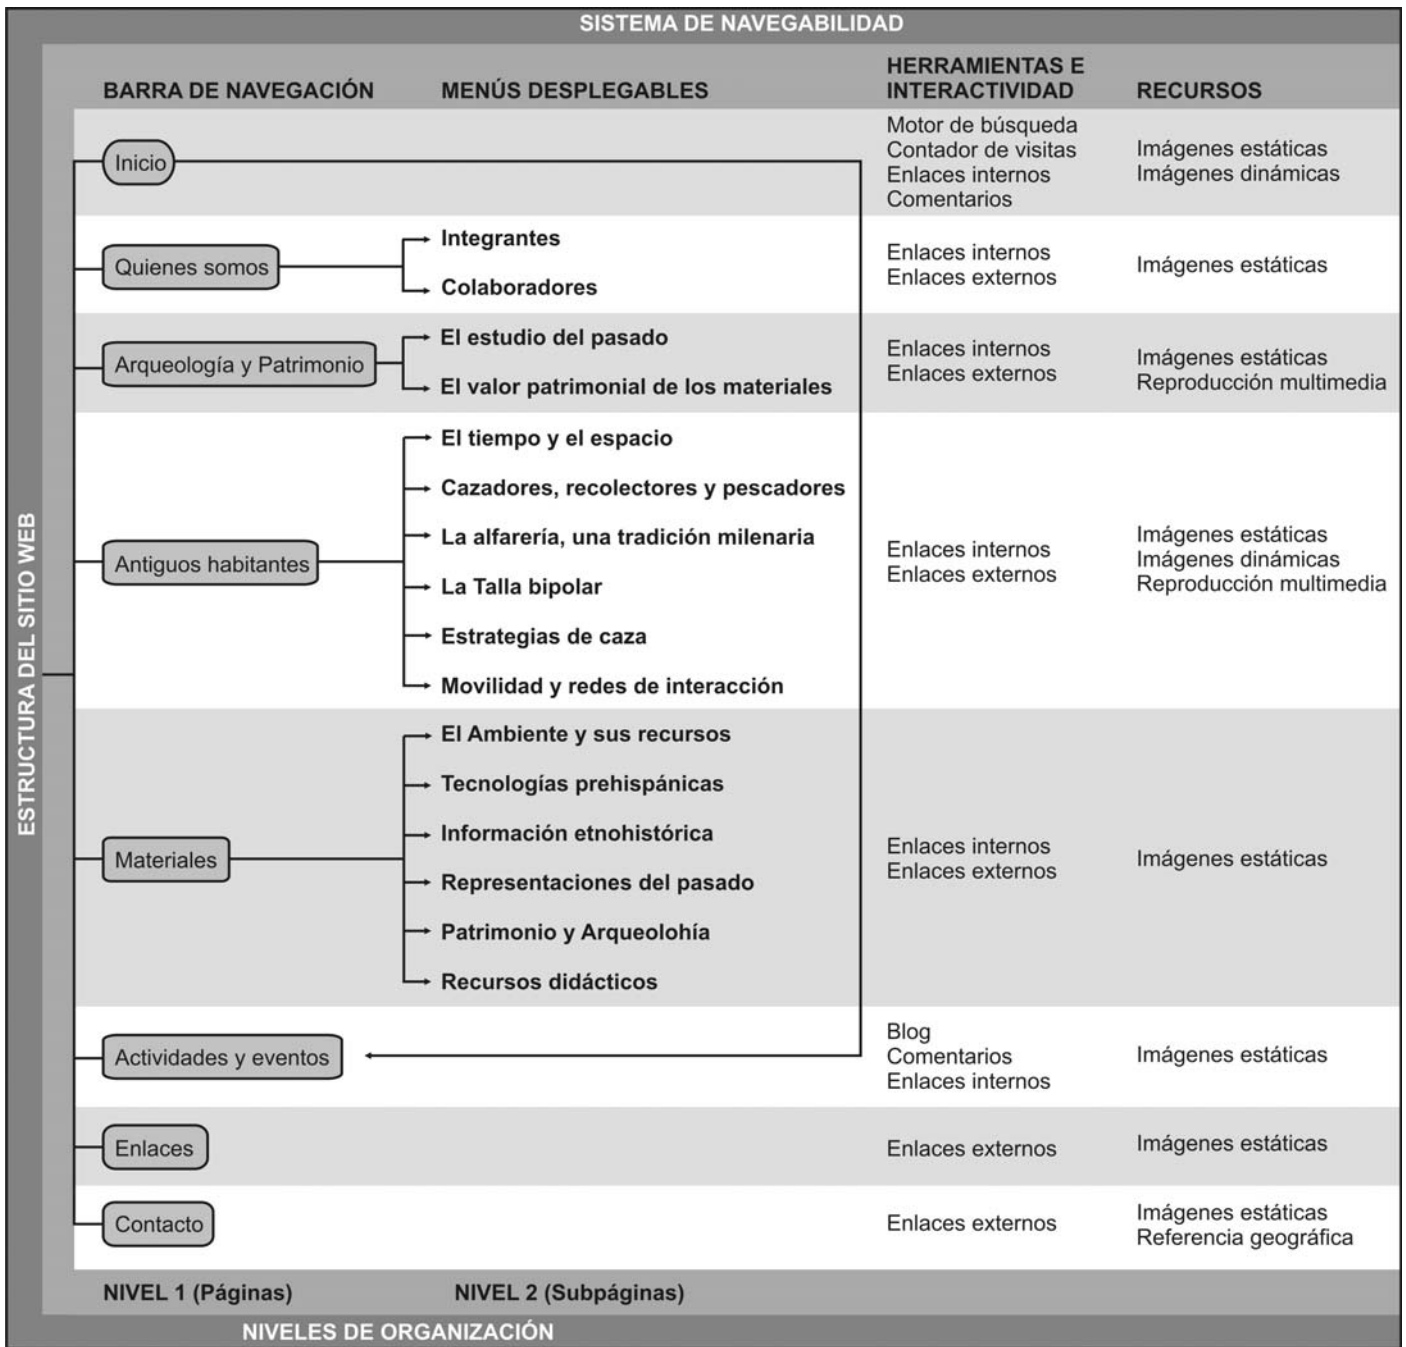 SISTEMA DE NAVEGABILIDAD
BARRA DE NAVEGACIÓN
MENÚS DESPLEGABLES
HERRAMIENTAS E
INTERACTIVIDAD
RECURSOS
ESTRUCTURA DEL SITIO WEB
Inicio
Motor de búsqueda
Contador de visitas
Enlaces internos
Comentarios
Imágenes estáticas
Imágenes dinámicas
Quienes somos
Integrantes
Colaboradores
Enlaces internos
Enlaces externos
Imágenes estáticas
Arqueología y Patrimonio
El estudio del pasado
El valor patrimonial de los materiales
Enlaces internos
Enlaces externos
Imágenes estáticas
Reproducción multimedia
Antiguos habitantes
El tiempo y el espacio
Cazadores, recolectores y pescadores
La alfarería, una tradición milenaria
La Talla bipolar
Estrategias de caza
Movilidad y redes de interacción
Enlaces internos
Enlaces externos
Imágenes estáticas
Imágenes dinámicas
Reproducción multimedia
Materiales
El Ambiente y sus recursos
Tecnologías prehispánicas
Información etnohistórica
Representaciones del pasado
Patrimonio y Arqueolohía
Recursos didácticos
Enlaces internos
Enlaces externos
Imágenes estáticas
Actividades y eventos
Blog
Comentarios
Enlaces internos
Imágenes estáticas
Enlaces
Enlaces externos
Imágenes estáticas
Contacto
Enlaces externos
Imágenes estáticas
Referencia geográfica
NIVEL 1 (Páginas)
NIVEL 2 (Subpáginas)
NIVELES DE ORGANIZACIÓN